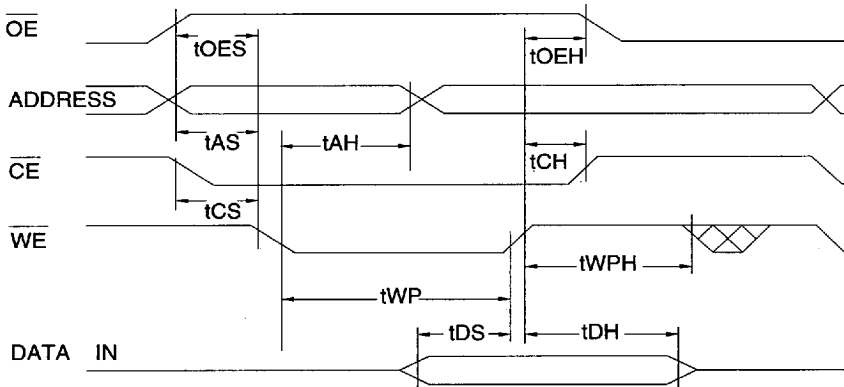 OE
tOES
tOEH
ADDRESS
tAS
tAH
tCH
CE
tCS
WE
tWPH
tWP
tDS
tDH
DATA IN